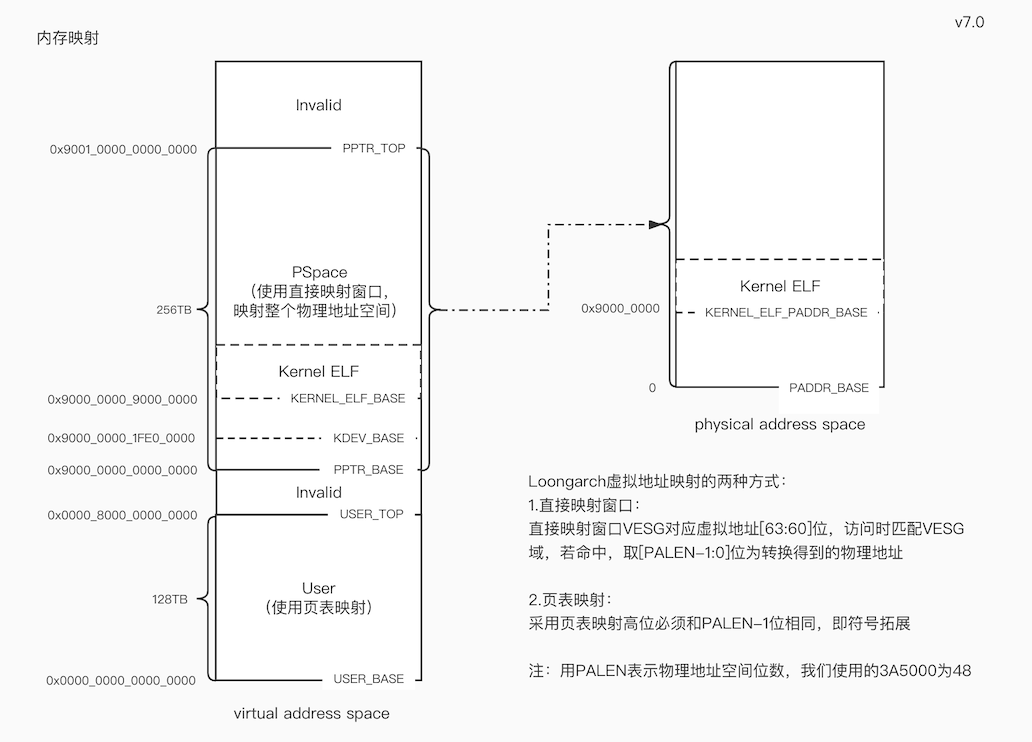 v7.0
内存映射
Invalid
0x9001_0000_0000_0000
PPTR_TOP
PSpace
（使用直接映射窗口，
映射整个物理地址空间）
256TB
Kernel ELF
0x9000_0000_9000_0000
KERNEL_ELF_BASE
0x9000_0000_1FE0_0000
KDEV_BASE
0x9000_0000_0000_0000
PPTR_BASE
Invalid
0x0000_8000_0000_0000
USER_TOP
User
（使用页表映射）
128TB
0x0000_0000_0000_0000
USER_BASE
virtual address space
Kernel ELF
0x9000_0000
KERNEL_ELF_PADDR_BASE
0
PADDR_BASE
physical address space
Loongarch虚拟地址映射的两种方式：
1.直接映射窗口：
直接映射窗口VESG对应虚拟地址[63:60]位，访问时匹配VESG
域，若命中，取[PALEN-1:0]位为转换得到的物理地址
2.页表映射：
采用页表映射高位必须和PALEN-1位相同，即符号拓展
注：用PALEN表示物理地址空间位数，我们使用的3A5000为48